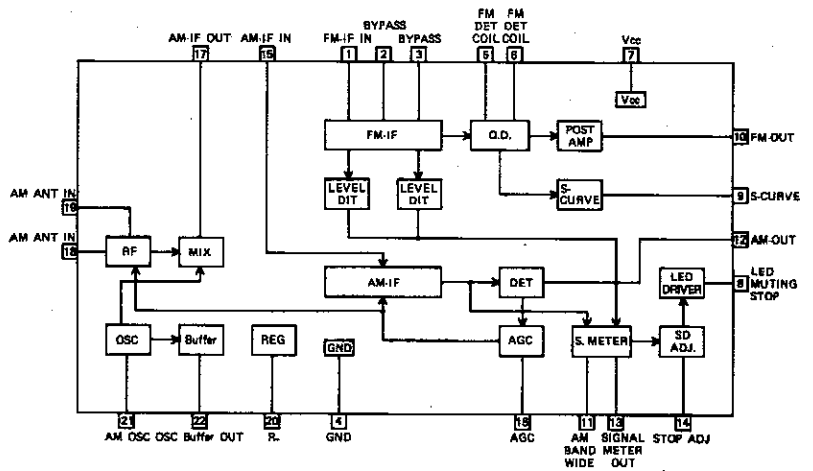 AM-IF OUT
AM-IF IN
FM-IF IN
BYPASS
BYPASS
FM DET COIL
FM DET COIL
Vcc
17
15
1
2
3
5
6
7
Vcc
FM-IF
Q.D.
POST AMP
10 FM-OUT
LEVEL DIT
LEVEL DIT
S-CURVE
9 S-CURVE
AM ANT IN
19
AM ANT IN
18
RF
MIX
12 AM-OUT
AM-IF
DET
LED DRIVER
8 LED MUTING STOP
OSC
Buffer
REG
GND
AGC
S. METER
SD ADJ.
21
22
20
4
11
13
14
AM OSC
OSC Buffer OUT
GND
AGC
AM BAND WIDE
SIGNAL METER OUT
STOP ADJ